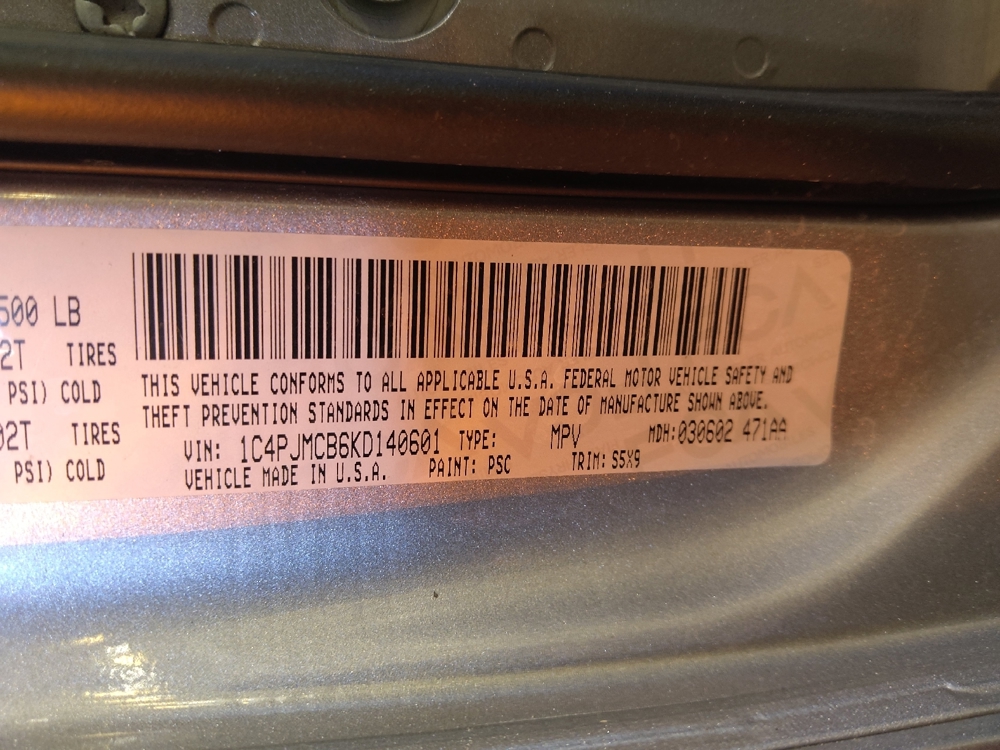 500 LB
2T TIRES
PSI) COLD
02T TIRES
PSI) COLD
THIS VEHICLE CONFORMS TO ALL APPLICABLE U.S.A. FEDERAL MOTOR VEHICLE SAFETY AND
THEFT PREVENTION STANDARDS IN EFFECT ON THE DATE OF MANUFACTURE SHOWN ABOVE.
VIN: 1C4PJMCB6KD140601 TYPE: MPV MDH:030602 471AA
VEHICLE MADE IN U.S.A. PAINT: PSC TRIM: S5X9